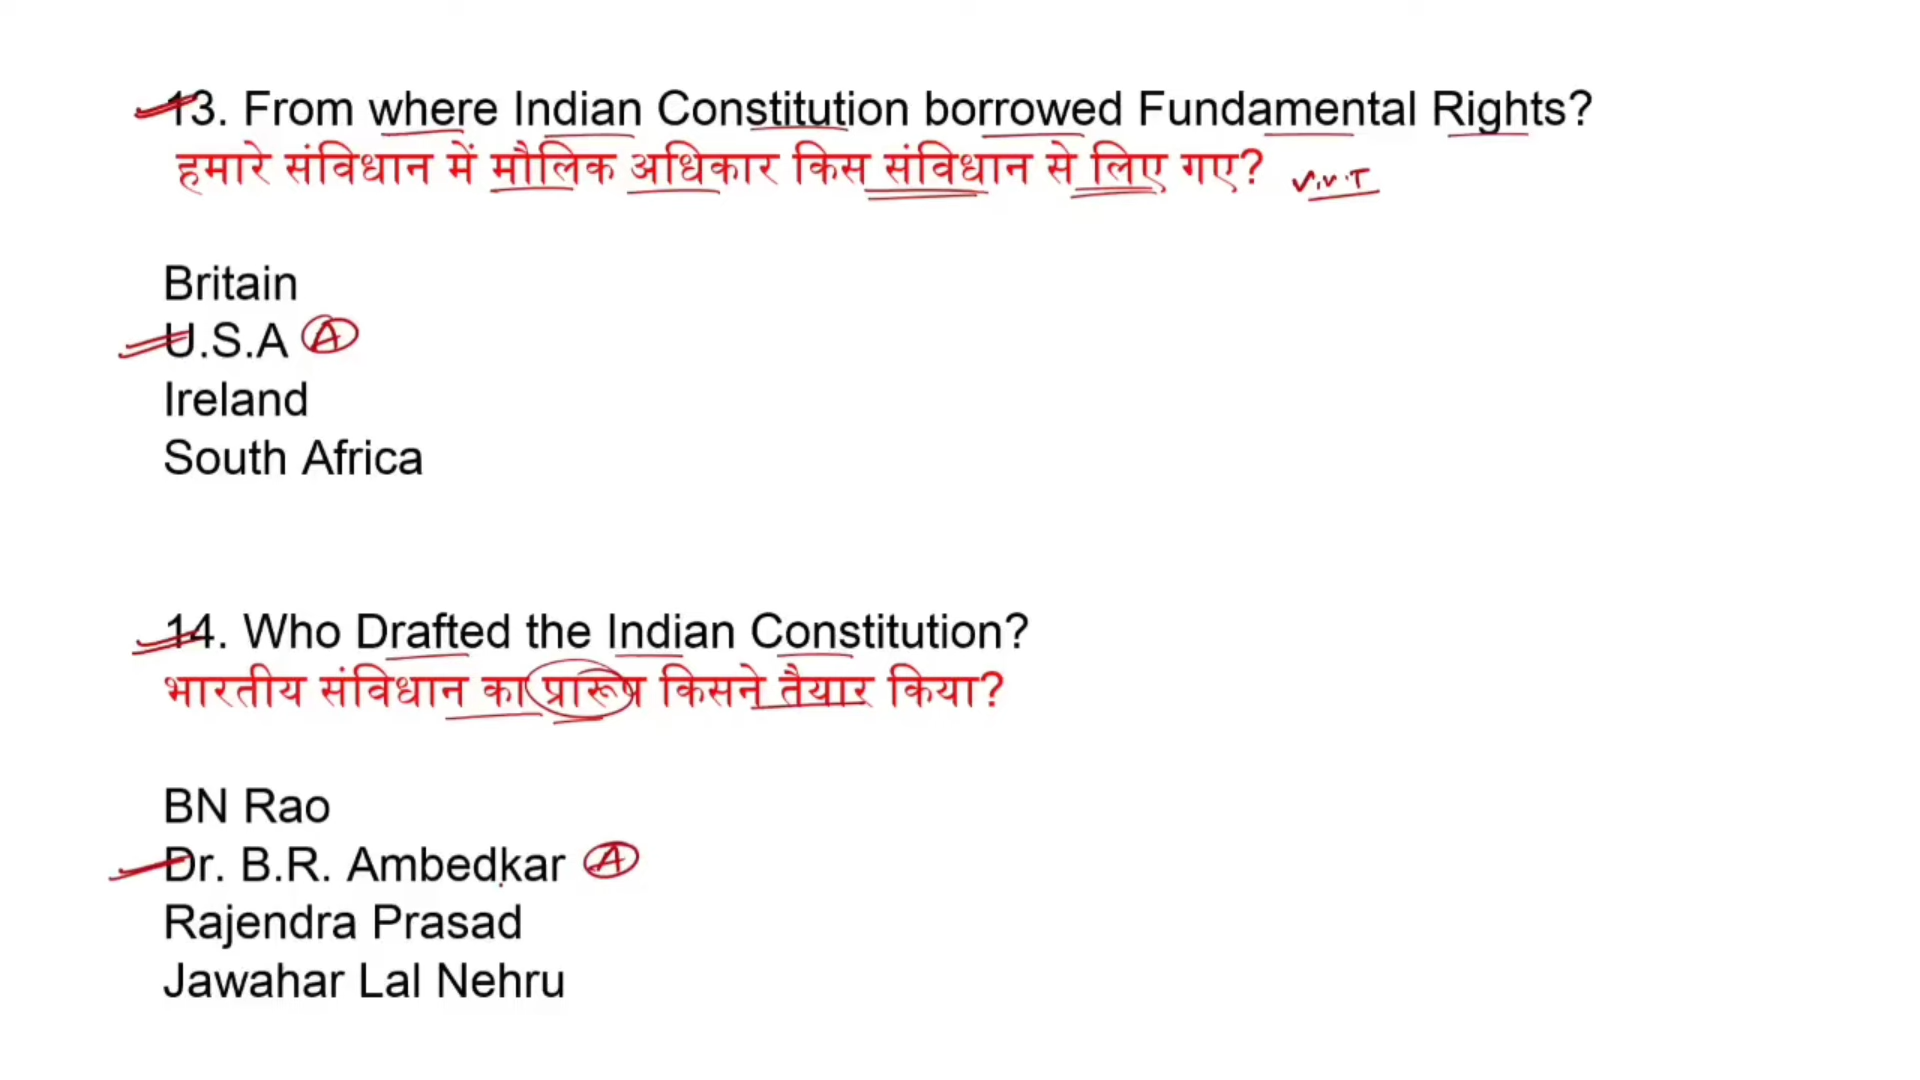 13. From where Indian Constitution borrowed Fundamental Rights?
हमारे संविधान में मौलिक अधिकार किस संविधान से लिए गए? V.V.I
Britain
U.S.A A
Ireland
South Africa
14. Who Drafted the Indian Constitution?
भारतीय संविधान का प्रारूप किसने तैयार किया?
BN Rao
Dr. B.R. Ambedkar A
Rajendra Prasad
Jawahar Lal Nehru